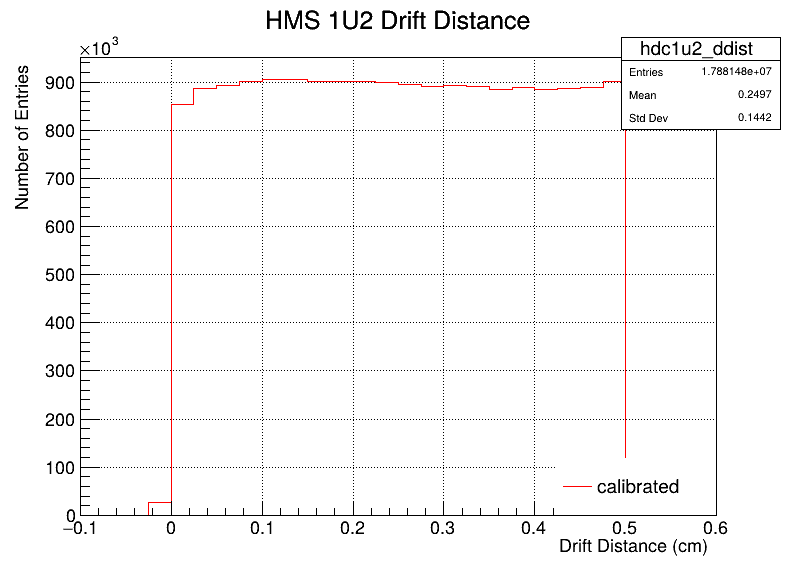 HMS 1U2 Drift Distance
×10³
hdc1u2_ddist
Entries 1.788148e+07
Mean 0.2497
Std Dev 0.1442
Number of Entries
900
800
700
600
500
400
300
200
100
0
calibrated
−0.1 0 0.1 0.2 0.3 0.4 0.5 0.6
Drift Distance (cm)